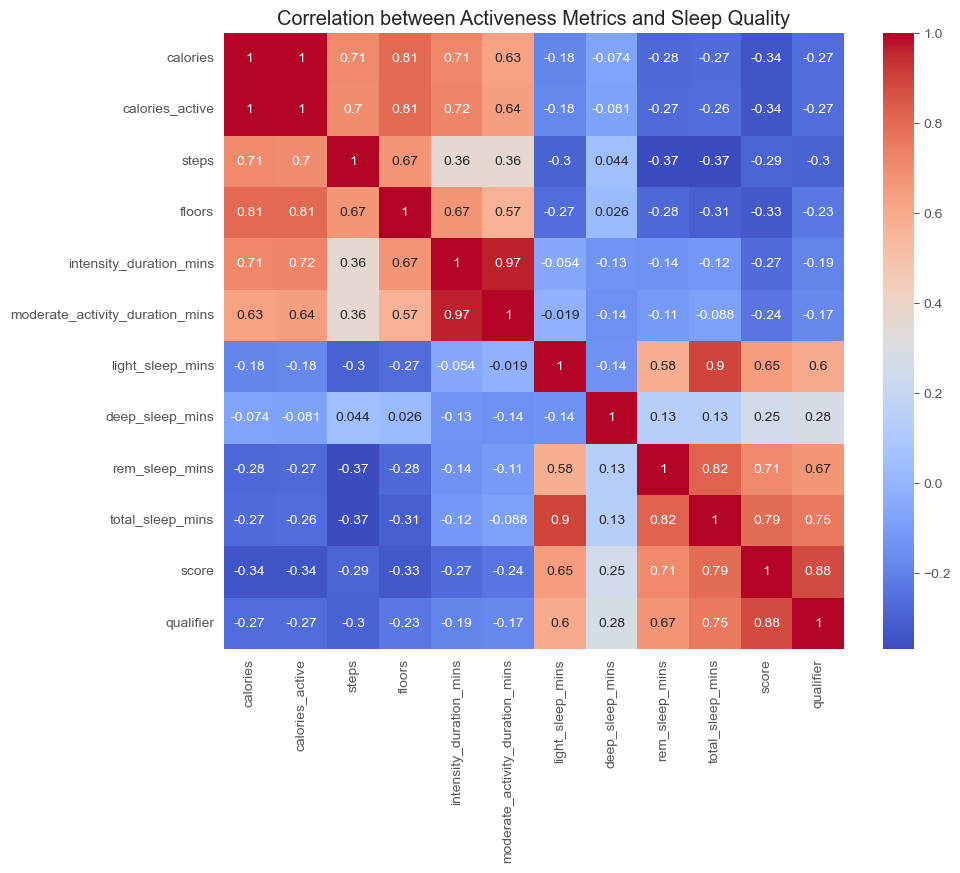 Correlation between Activeness Metrics and Sleep Quality
calories 1 1 0.71 0.81 0.71 0.63 -0.18 -0.074 -0.28 -0.27 -0.34 -0.27
calories_active 1 1 0.7 0.81 0.72 0.64 -0.18 -0.081 -0.27 -0.26 -0.34 -0.27
steps 0.71 0.7 1 0.67 0.36 0.36 -0.3 0.044 -0.37 -0.37 -0.29 -0.3
floors 0.81 0.81 0.67 1 0.67 0.57 -0.27 0.026 -0.28 -0.31 -0.33 -0.23
intensity_duration_mins 0.71 0.72 0.36 0.67 1 0.97 -0.054 -0.13 -0.14 -0.12 -0.27 -0.19
moderate_activity_duration_mins 0.63 0.64 0.36 0.57 0.97 1 -0.019 -0.14 -0.11 -0.088 -0.24 -0.17
light_sleep_mins -0.18 -0.18 -0.3 -0.27 -0.054 -0.019 1 -0.14 0.58 0.9 0.65 0.6
deep_sleep_mins -0.074 -0.081 0.044 0.026 -0.13 -0.14 -0.14 1 0.13 0.13 0.25 0.28
rem_sleep_mins -0.28 -0.27 -0.37 -0.28 -0.14 -0.11 0.58 0.13 1 0.82 0.71 0.67
total_sleep_mins -0.27 -0.26 -0.37 -0.31 -0.12 -0.088 0.9 0.13 0.82 1 0.79 0.75
score -0.34 -0.34 -0.29 -0.33 -0.27 -0.24 0.65 0.25 0.71 0.79 1 0.88
qualifier -0.27 -0.27 -0.3 -0.23 -0.19 -0.17 0.6 0.28 0.67 0.75 0.88 1
calories
calories_active
steps
floors
intensity_duration_mins
moderate_activity_duration_mins
light_sleep_mins
deep_sleep_mins
rem_sleep_mins
total_sleep_mins
score
qualifier
1.0
0.8
0.6
0.4
0.2
0.0
−0.2